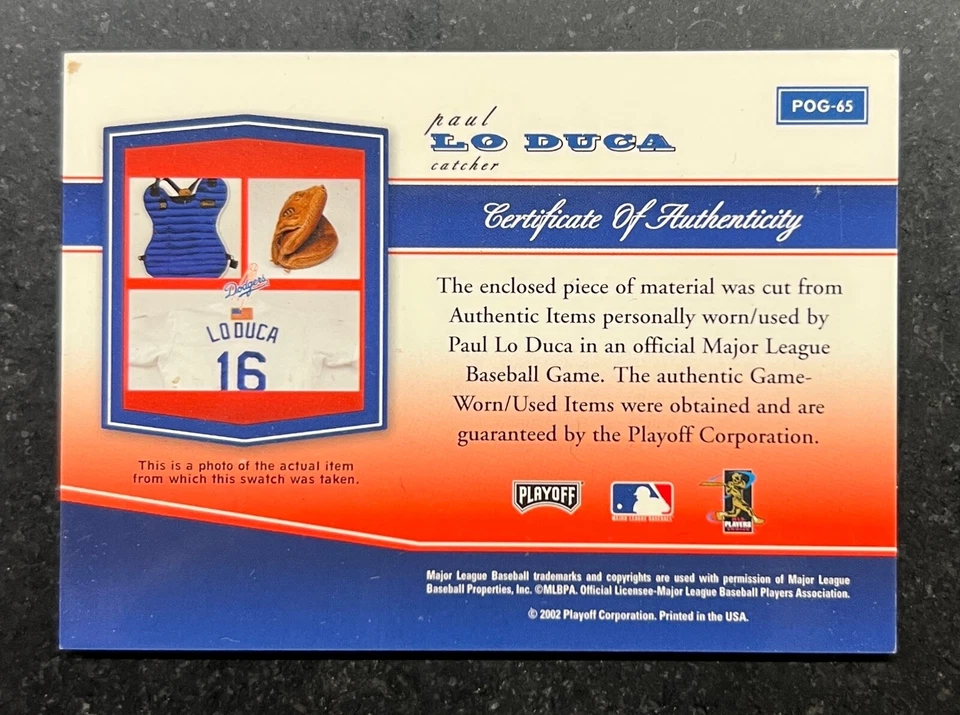 POG-65
paul
LO DUCA
catcher
Certificate Of Authenticity
Dodgers
LO DUCA
16
The enclosed piece of material was cut from
Authentic Items personally worn/used by
Paul Lo Duca in an official Major League
Baseball Game. The authentic Game-
Worn/Used Items were obtained and are
guaranteed by the Playoff Corporation.
This is a photo of the actual item
from which this swatch was taken.
PLAYOFF
MAJOR LEAGUE BASEBALL
PLAYERS
Major League Baseball trademarks and copyrights are used with permission of Major League
Baseball Properties, Inc. ©MLBPA. Official Licensee-Major League Baseball Players Association.
© 2002 Playoff Corporation. Printed in the USA.